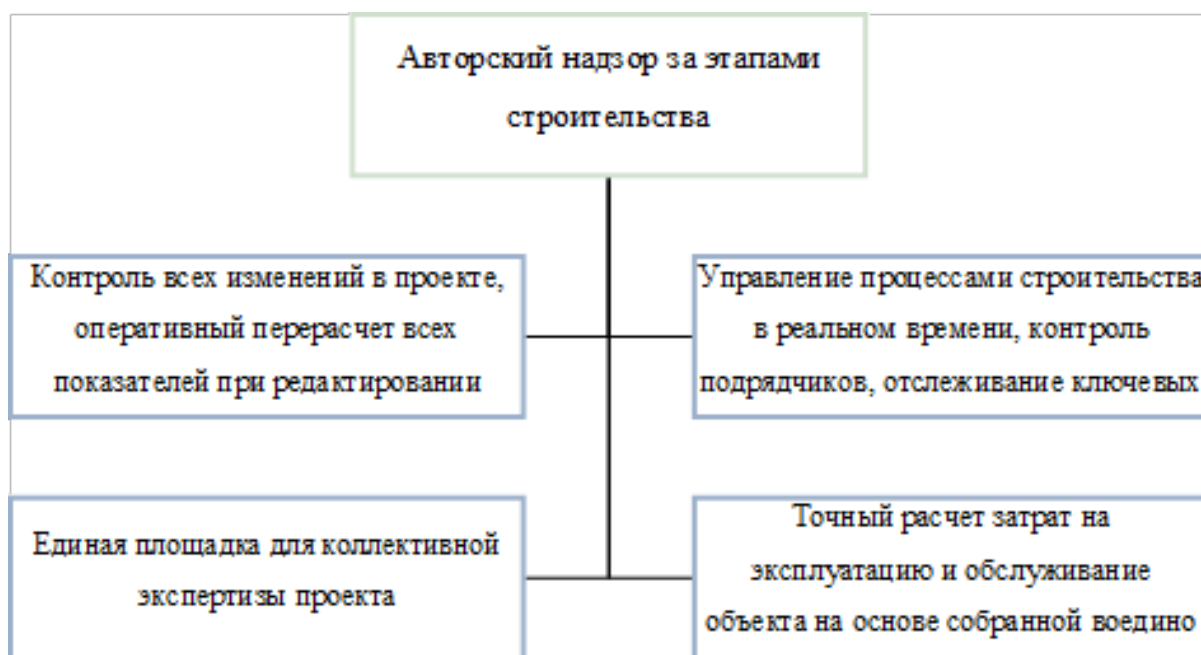 Авторский надзор за этапами
строительства
Контроль всех изменений в проекте,
оперативный перерасчет всех
показателей при редактировании
Управление процессами строительства
в реальном времени, контроль
подрядчиков, отслеживание ключевых
Единая площадка для коллективной
экспертизы проекта
Точный расчет затрат на
эксплуатацию и обслуживание
объекта на основе собранной воедино